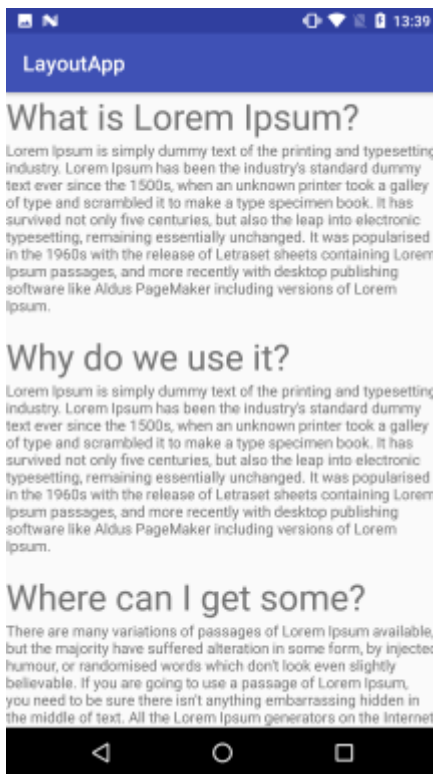 13:39
LayoutApp
What is Lorem Ipsum?
Lorem Ipsum is simply dummy text of the printing and typesetting
industry. Lorem Ipsum has been the industry's standard dummy
text ever since the 1500s, when an unknown printer took a galley
of type and scrambled it to make a type specimen book. It has
survived not only five centuries, but also the leap into electronic
typesetting, remaining essentially unchanged. It was popularised
in the 1960s with the release of Letraset sheets containing Lorem
Ipsum passages, and more recently with desktop publishing
software like Aldus PageMaker including versions of Lorem
Ipsum.
Why do we use it?
Lorem Ipsum is simply dummy text of the printing and typesetting
industry. Lorem Ipsum has been the industry's standard dummy
text ever since the 1500s, when an unknown printer took a galley
of type and scrambled it to make a type specimen book. It has
survived not only five centuries, but also the leap into electronic
typesetting, remaining essentially unchanged. It was popularised
in the 1960s with the release of Letraset sheets containing Lorem
Ipsum passages, and more recently with desktop publishing
software like Aldus PageMaker including versions of Lorem
Ipsum.
Where can I get some?
There are many variations of passages of Lorem Ipsum available,
but the majority have suffered alteration in some form, by injected
humour, or randomised words which don't look even slightly
believable. If you are going to use a passage of Lorem Ipsum,
you need to be sure there isn't anything embarrassing hidden in
the middle of text. All the Lorem Ipsum generators on the Internet